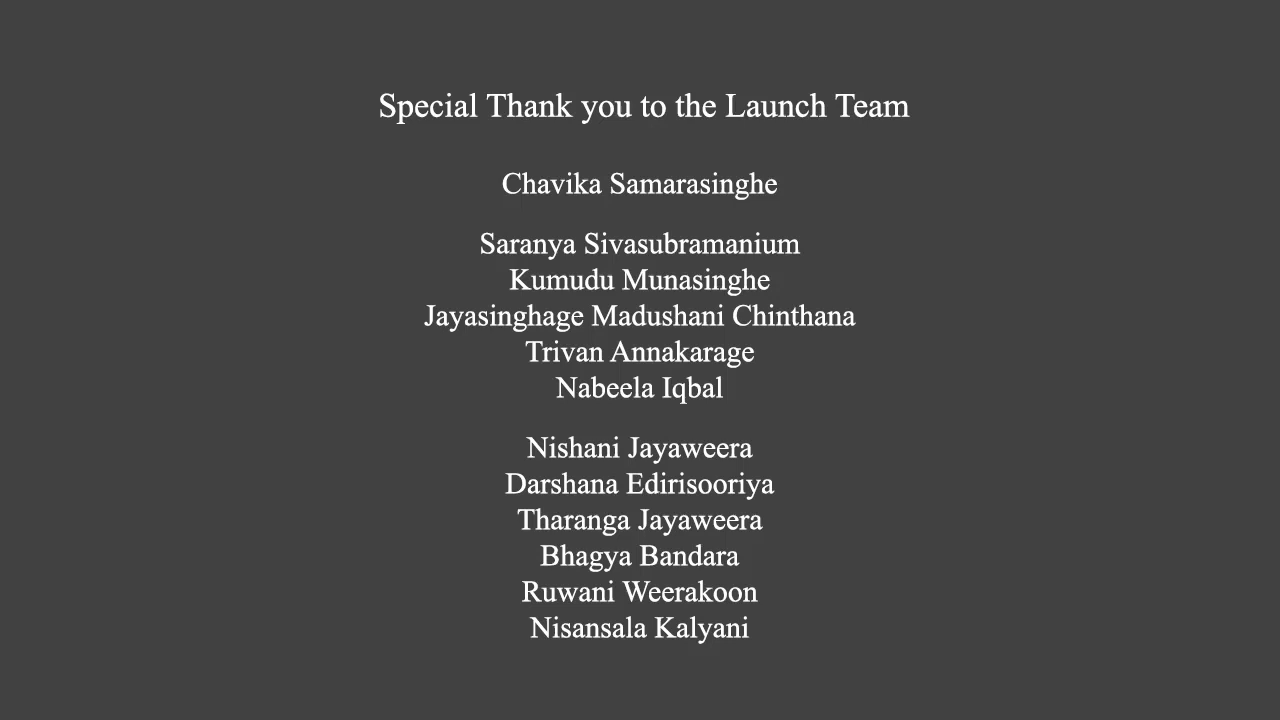 Special Thank you to the Launch Team
Chavika Samarasinghe
Saranya Sivasubramanium
Kumudu Munasinghe
Jayasinghage Madushani Chinthana
Trivan Annakarage
Nabeela Iqbal
Nishani Jayaweera
Darshana Edirisooriya
Tharanga Jayaweera
Bhagya Bandara
Ruwani Weerakoon
Nisansala Kalyani